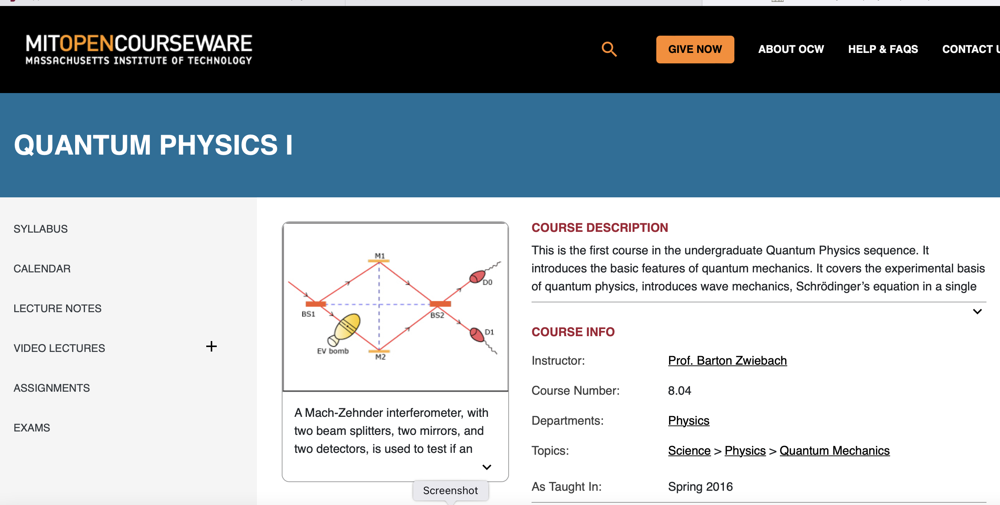 MITOPENCOURSEWARE
MASSACHUSETTS INSTITUTE OF TECHNOLOGY
GIVE NOW
ABOUT OCW
HELP & FAQS
CONTACT
QUANTUM PHYSICS I
SYLLABUS
CALENDAR
LECTURE NOTES
VIDEO LECTURES +
ASSIGNMENTS
EXAMS
M1
D0
BS1
BS2
D1
EV bomb
M2
A Mach-Zehnder interferometer, with
two beam splitters, two mirrors, and
two detectors, is used to test if an
COURSE DESCRIPTION
This is the first course in the undergraduate Quantum Physics sequence. It
introduces the basic features of quantum mechanics. It covers the experimental basis
of quantum physics, introduces wave mechanics, Schrödinger’s equation in a single
COURSE INFO
Instructor: Prof. Barton Zwiebach
Course Number: 8.04
Departments: Physics
Topics: Science > Physics > Quantum Mechanics
As Taught In: Spring 2016
Screenshot